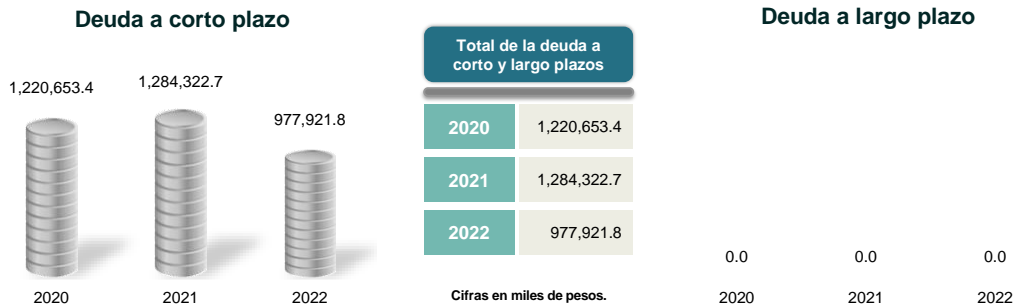 Deuda a corto plazo
1,220,653.4
1,284,322.7
977,921.8
2020
2021
2022
Total de la deuda a
corto y largo plazos
2020 1,220,653.4
2021 1,284,322.7
2022 977,921.8
Cifras en miles de pesos.
Deuda a largo plazo
0.0 0.0 0.0
2020 2021 2022